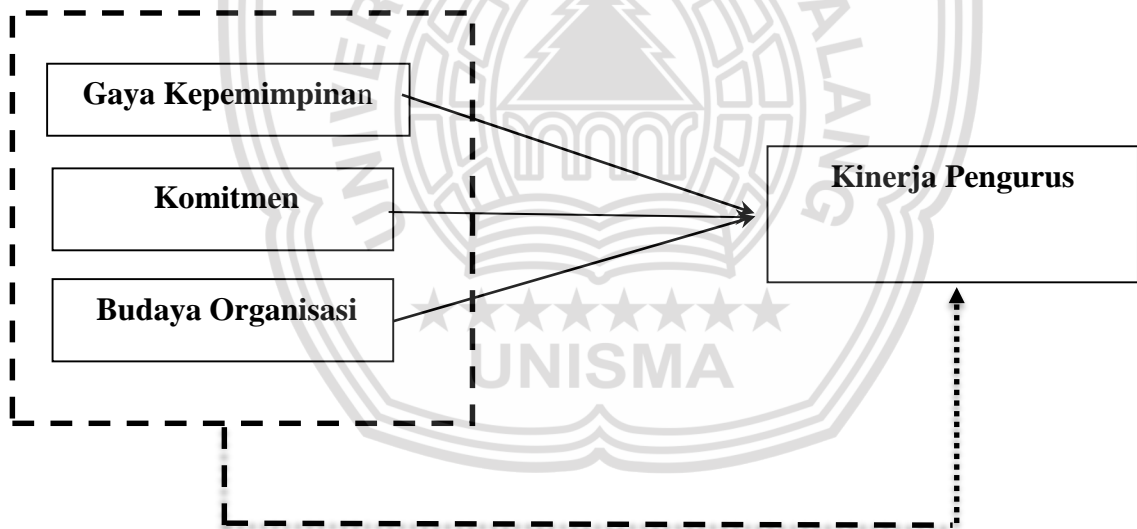 Gaya Kepemimpinan
Komitmen
Budaya Organisasi
Kinerja Pengurus
UNISMA